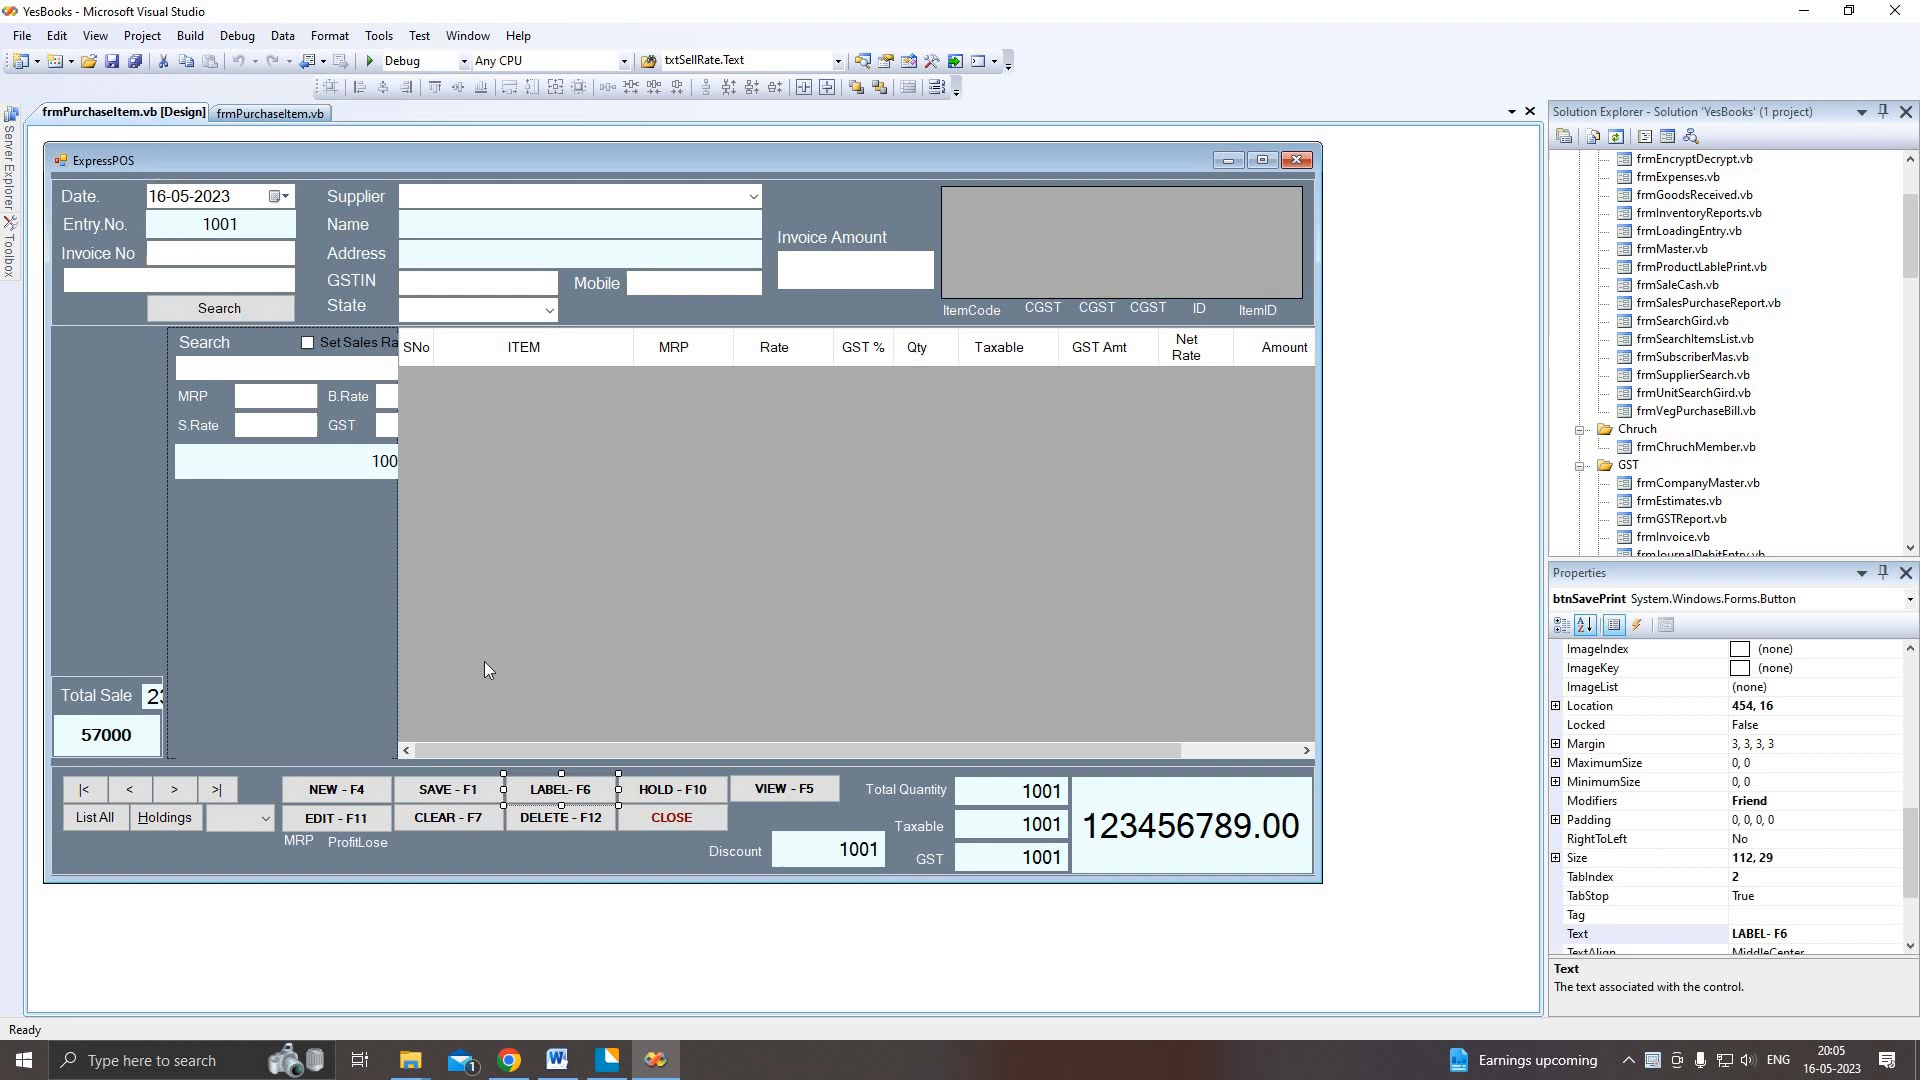 YesBooks - Microsoft Visual Studio
File Edit View Project Build Debug Data Format Tools Test Window Help
Debug Any CPU txtSellRate.Text
frmPurchaseItem.vb [Design] frmPurchaseItem.vb
Server Explorer
Toolbox
ExpressPOS
Date. 16-05-2023 Supplier
Entry.No. 1001 Name
Invoice No Address
Invoice Amount
GSTIN Mobile
Search State
ItemCode CGST CGST CGST ID ItemID
Search Set Sales Ra
SNo ITEM MRP Rate GST % Qty Taxable GST Amt Net Rate Amount
MRP B.Rate
S.Rate GST
100
Total Sale 23
57000
|< < > >| NEW - F4 SAVE - F1 LABEL- F6 HOLD - F10 VIEW - F5
List All Holdings EDIT - F11 CLEAR - F7 DELETE - F12 CLOSE
MRP ProfitLose
Total Quantity 1001
Taxable 1001
Discount 1001 GST 1001
123456789.00
Solution Explorer - Solution 'YesBooks' (1 project)
frmEncryptDecrypt.vb
frmExpenses.vb
frmGoodsReceived.vb
frmInventoryReports.vb
frmLoadingEntry.vb
frmMaster.vb
frmProductLablePrint.vb
frmSaleCash.vb
frmSalesPurchaseReport.vb
frmSearchGird.vb
frmSearchItemsList.vb
frmSubscriberMas.vb
frmSupplierSearch.vb
frmUnitSearchGird.vb
frmVegPurchaseBill.vb
Chruch
frmChruchMember.vb
GST
frmCompanyMaster.vb
frmEstimates.vb
frmGSTReport.vb
frmInvoice.vb
frmJournalDebitEntry.vb
Properties
btnSavePrint System.Windows.Forms.Button
ImageIndex (none)
ImageKey (none)
ImageList (none)
Location 454, 16
Locked False
Margin 3, 3, 3, 3
MaximumSize 0, 0
MinimumSize 0, 0
Modifiers Friend
Padding 0, 0, 0, 0
RightToLeft No
Size 112, 29
TabIndex 2
TabStop True
Tag
Text LABEL- F6
TextAlign MiddleCenter
Text
The text associated with the control.
Ready
Type here to search
1
Earnings upcoming
ENG
20:05
16-05-2023